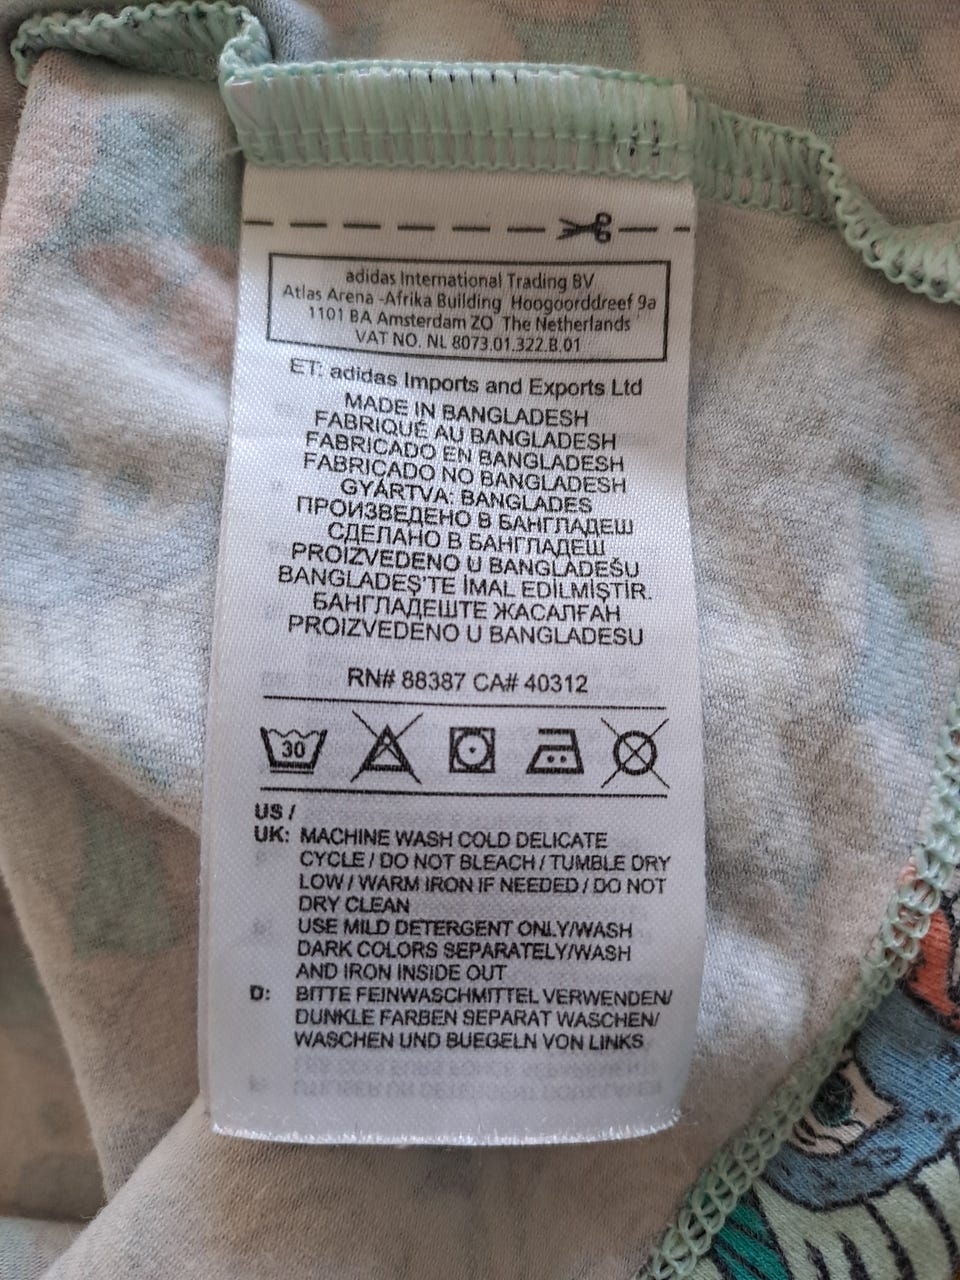 adidas International Trading BV
Atlas Arena -Afrika Building Hoogoorddreef 9a
1101 BA Amsterdam ZO The Netherlands
VAT NO. NL 8073.01.322.B.01
ET: adidas Imports and Exports Ltd
MADE IN BANGLADESH
FABRIQUÉ AU BANGLADESH
FABRICADO EN BANGLADESH
FABRICADO NO BANGLADESH
GYÁRTVA: BANGLADES
ПРОИЗВЕДЕНО В БАНГЛАДЕШ
СДЕЛАНО В БАНГЛАДЕШ
PROIZVEDENO U BANGLADEŠU
BANGLADEŞ'TE İMAL EDİLMİŞTİR.
БАНГЛАДЕШТЕ ЖАСАЛҒАН
PROIZVEDENO U BANGLADESU
RN# 88387 CA# 40312
30
US /
UK: MACHINE WASH COLD DELICATE
CYCLE / DO NOT BLEACH / TUMBLE DRY
LOW / WARM IRON IF NEEDED / DO NOT
DRY CLEAN
USE MILD DETERGENT ONLY/WASH
DARK COLORS SEPARATELY/WASH
AND IRON INSIDE OUT
D: BITTE FEINWASCHMITTEL VERWENDEN/
DUNKLE FARBEN SEPARAT WASCHEN/
WASCHEN UND BUEGELN VON LINKS